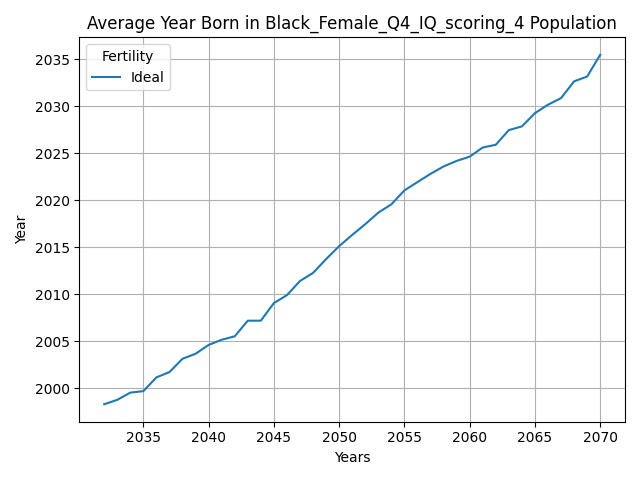 Average Year Born in Black_Female_Q4_IQ_scoring_4 Population
Fertility
Ideal
2035
2030
2025
2020
2015
2010
2005
2000
Year
2035 2040 2045 2050 2055 2060 2065 2070
Years